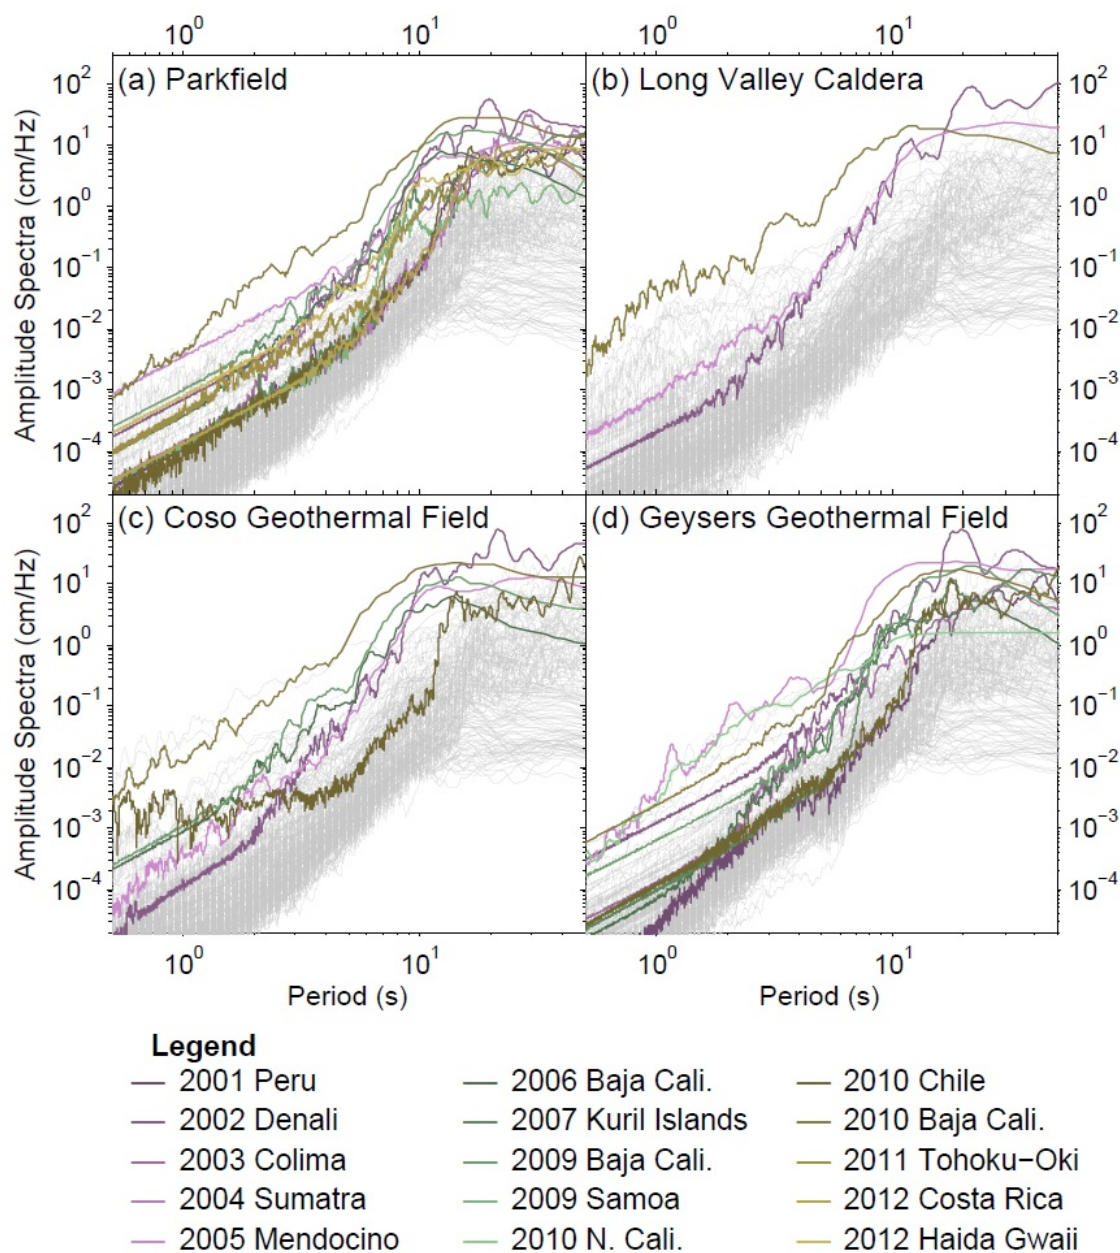 10^0 10^1 10^0 10^1
(a) Parkfield (b) Long Valley Caldera
Amplitude Spectra (cm/Hz)
10^2 10^2
10^1 10^1
10^0 10^0
10^-1 10^-1
10^-2 10^-2
10^-3 10^-3
10^-4 10^-4
(c) Coso Geothermal Field (d) Geysers Geothermal Field
Amplitude Spectra (cm/Hz)
10^2 10^2
10^1 10^1
10^0 10^0
10^-1 10^-1
10^-2 10^-2
10^-3 10^-3
10^-4 10^-4
10^0 10^1 10^0 10^1
Period (s) Period (s)
Legend
2001 Peru 2006 Baja Cali. 2010 Chile
2002 Denali 2007 Kuril Islands 2010 Baja Cali.
2003 Colima 2009 Baja Cali. 2011 Tohoku−Oki
2004 Sumatra 2009 Samoa 2012 Costa Rica
2005 Mendocino 2010 N. Cali. 2012 Haida Gwaii